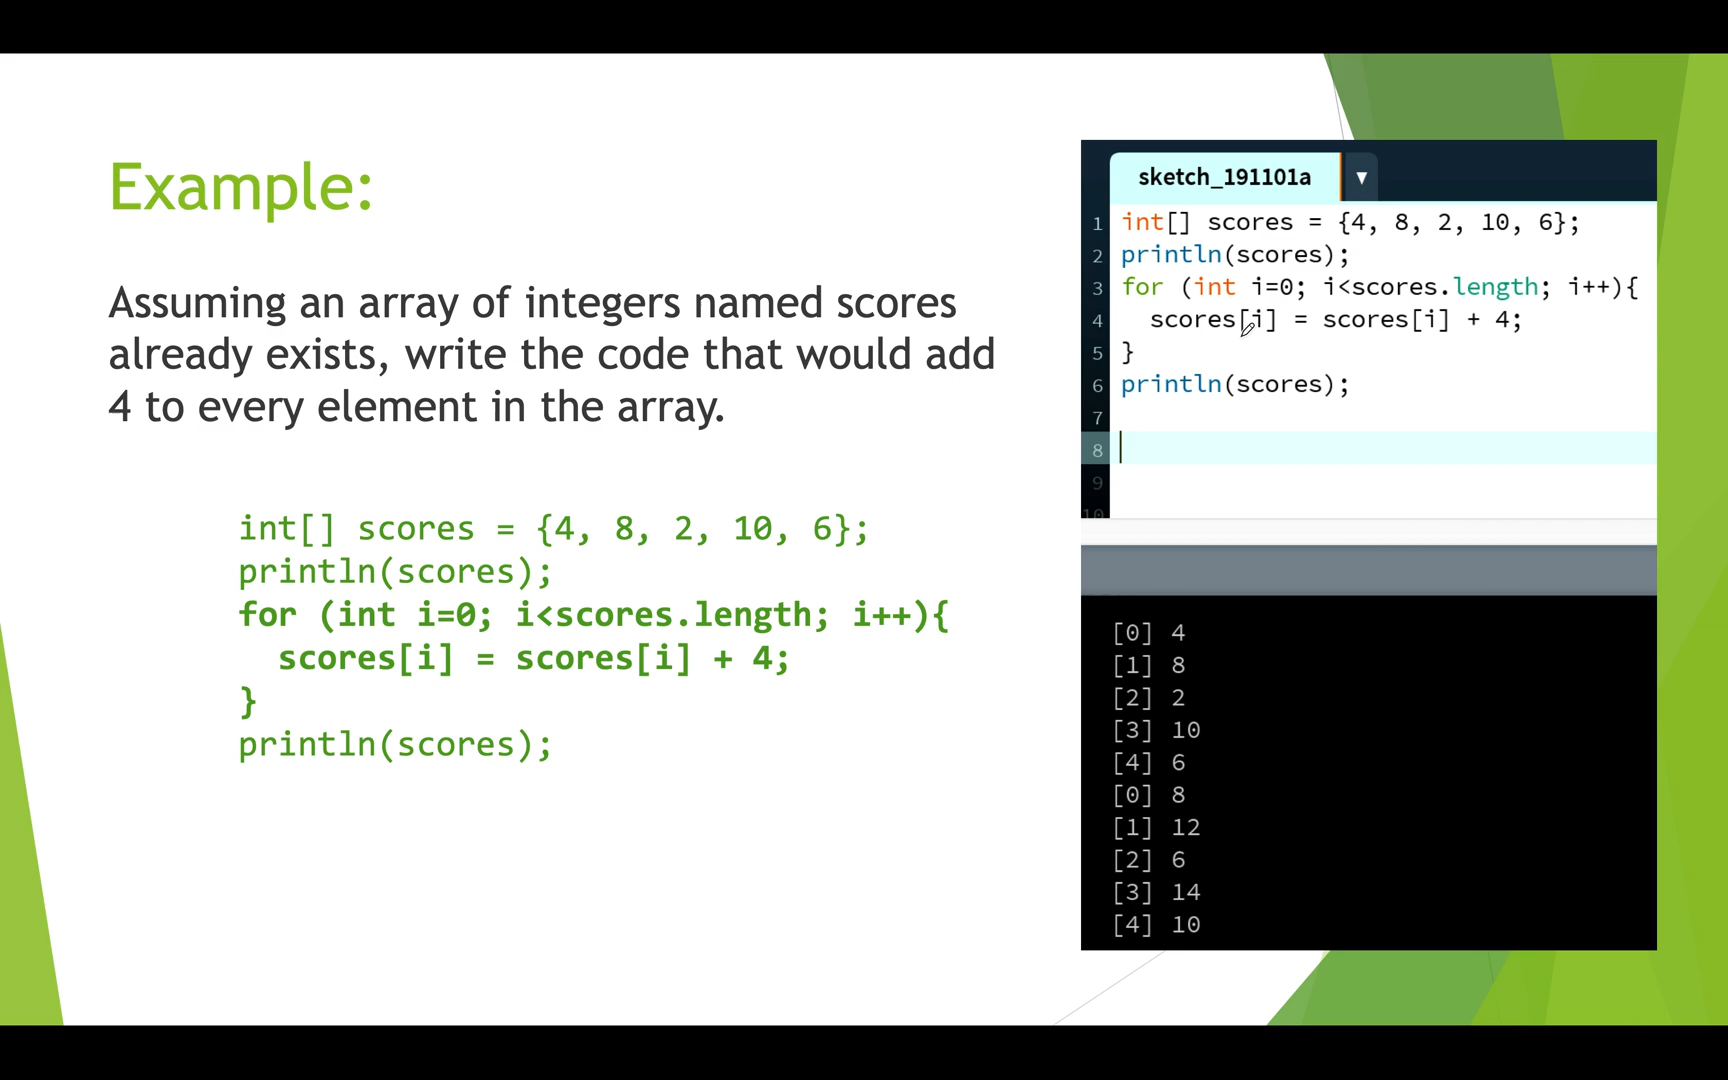 Example:
Assuming an array of integers named scores
already exists, write the code that would add
4 to every element in the array.
int[] scores = {4, 8, 2, 10, 6};
println(scores);
for (int i=0; i<scores.length; i++){
  scores[i] = scores[i] + 4;
}
println(scores);
sketch_191101a ▼
1 int[] scores = {4, 8, 2, 10, 6};
2 println(scores);
3 for (int i=0; i<scores.length; i++){
4   scores[i] = scores[i] + 4;
5 }
6 println(scores);
7
8
9
10
[0] 4
[1] 8
[2] 2
[3] 10
[4] 6
[0] 8
[1] 12
[2] 6
[3] 14
[4] 10